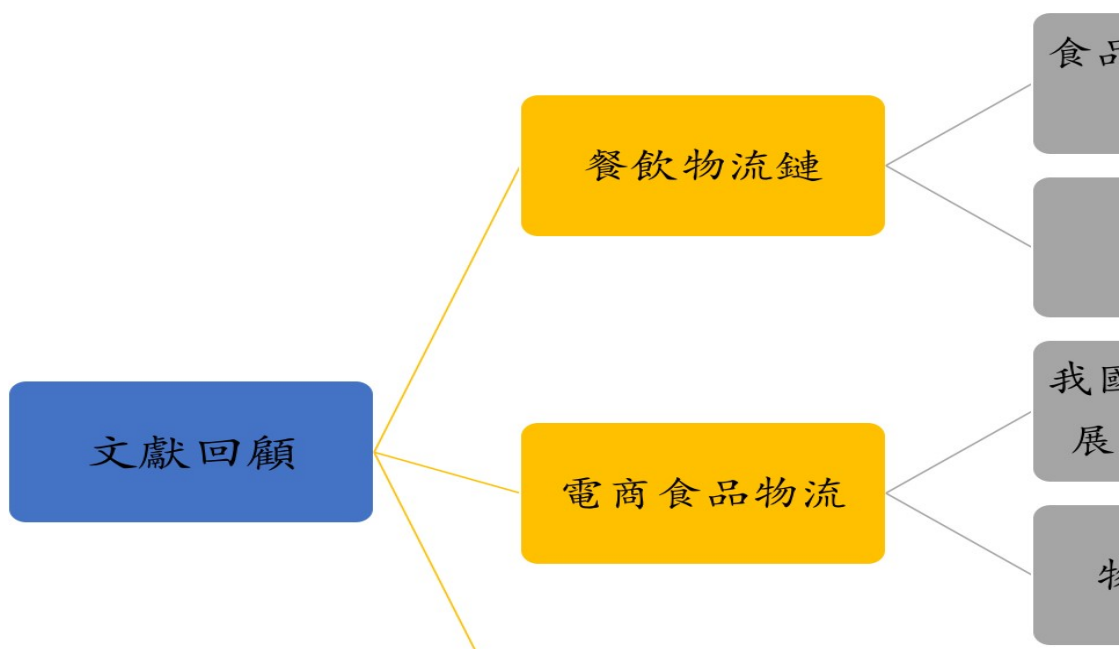 食品
餐飲物流鏈
我國
展
文獻回顧
電商食品物流